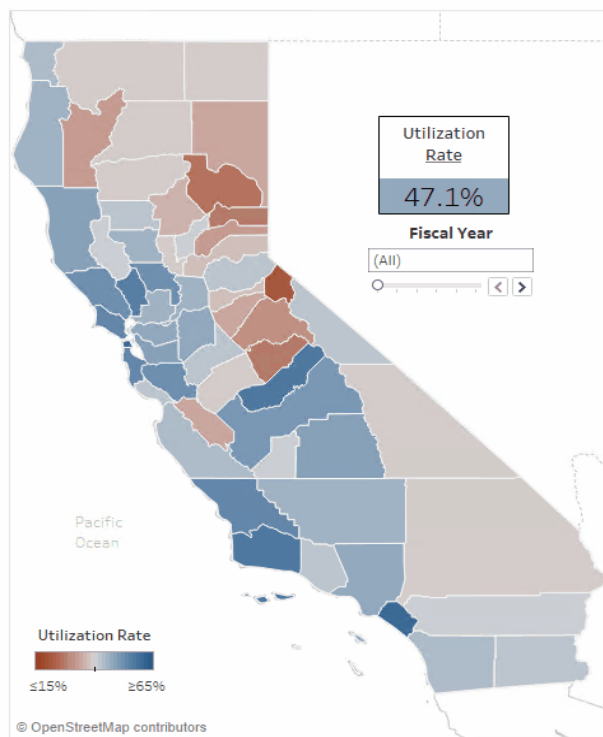 Utilization
Rate
47.1%
Fiscal Year
(All)
Pacific
Ocean
Utilization Rate
≤15% ≥65%
© OpenStreetMap contributors